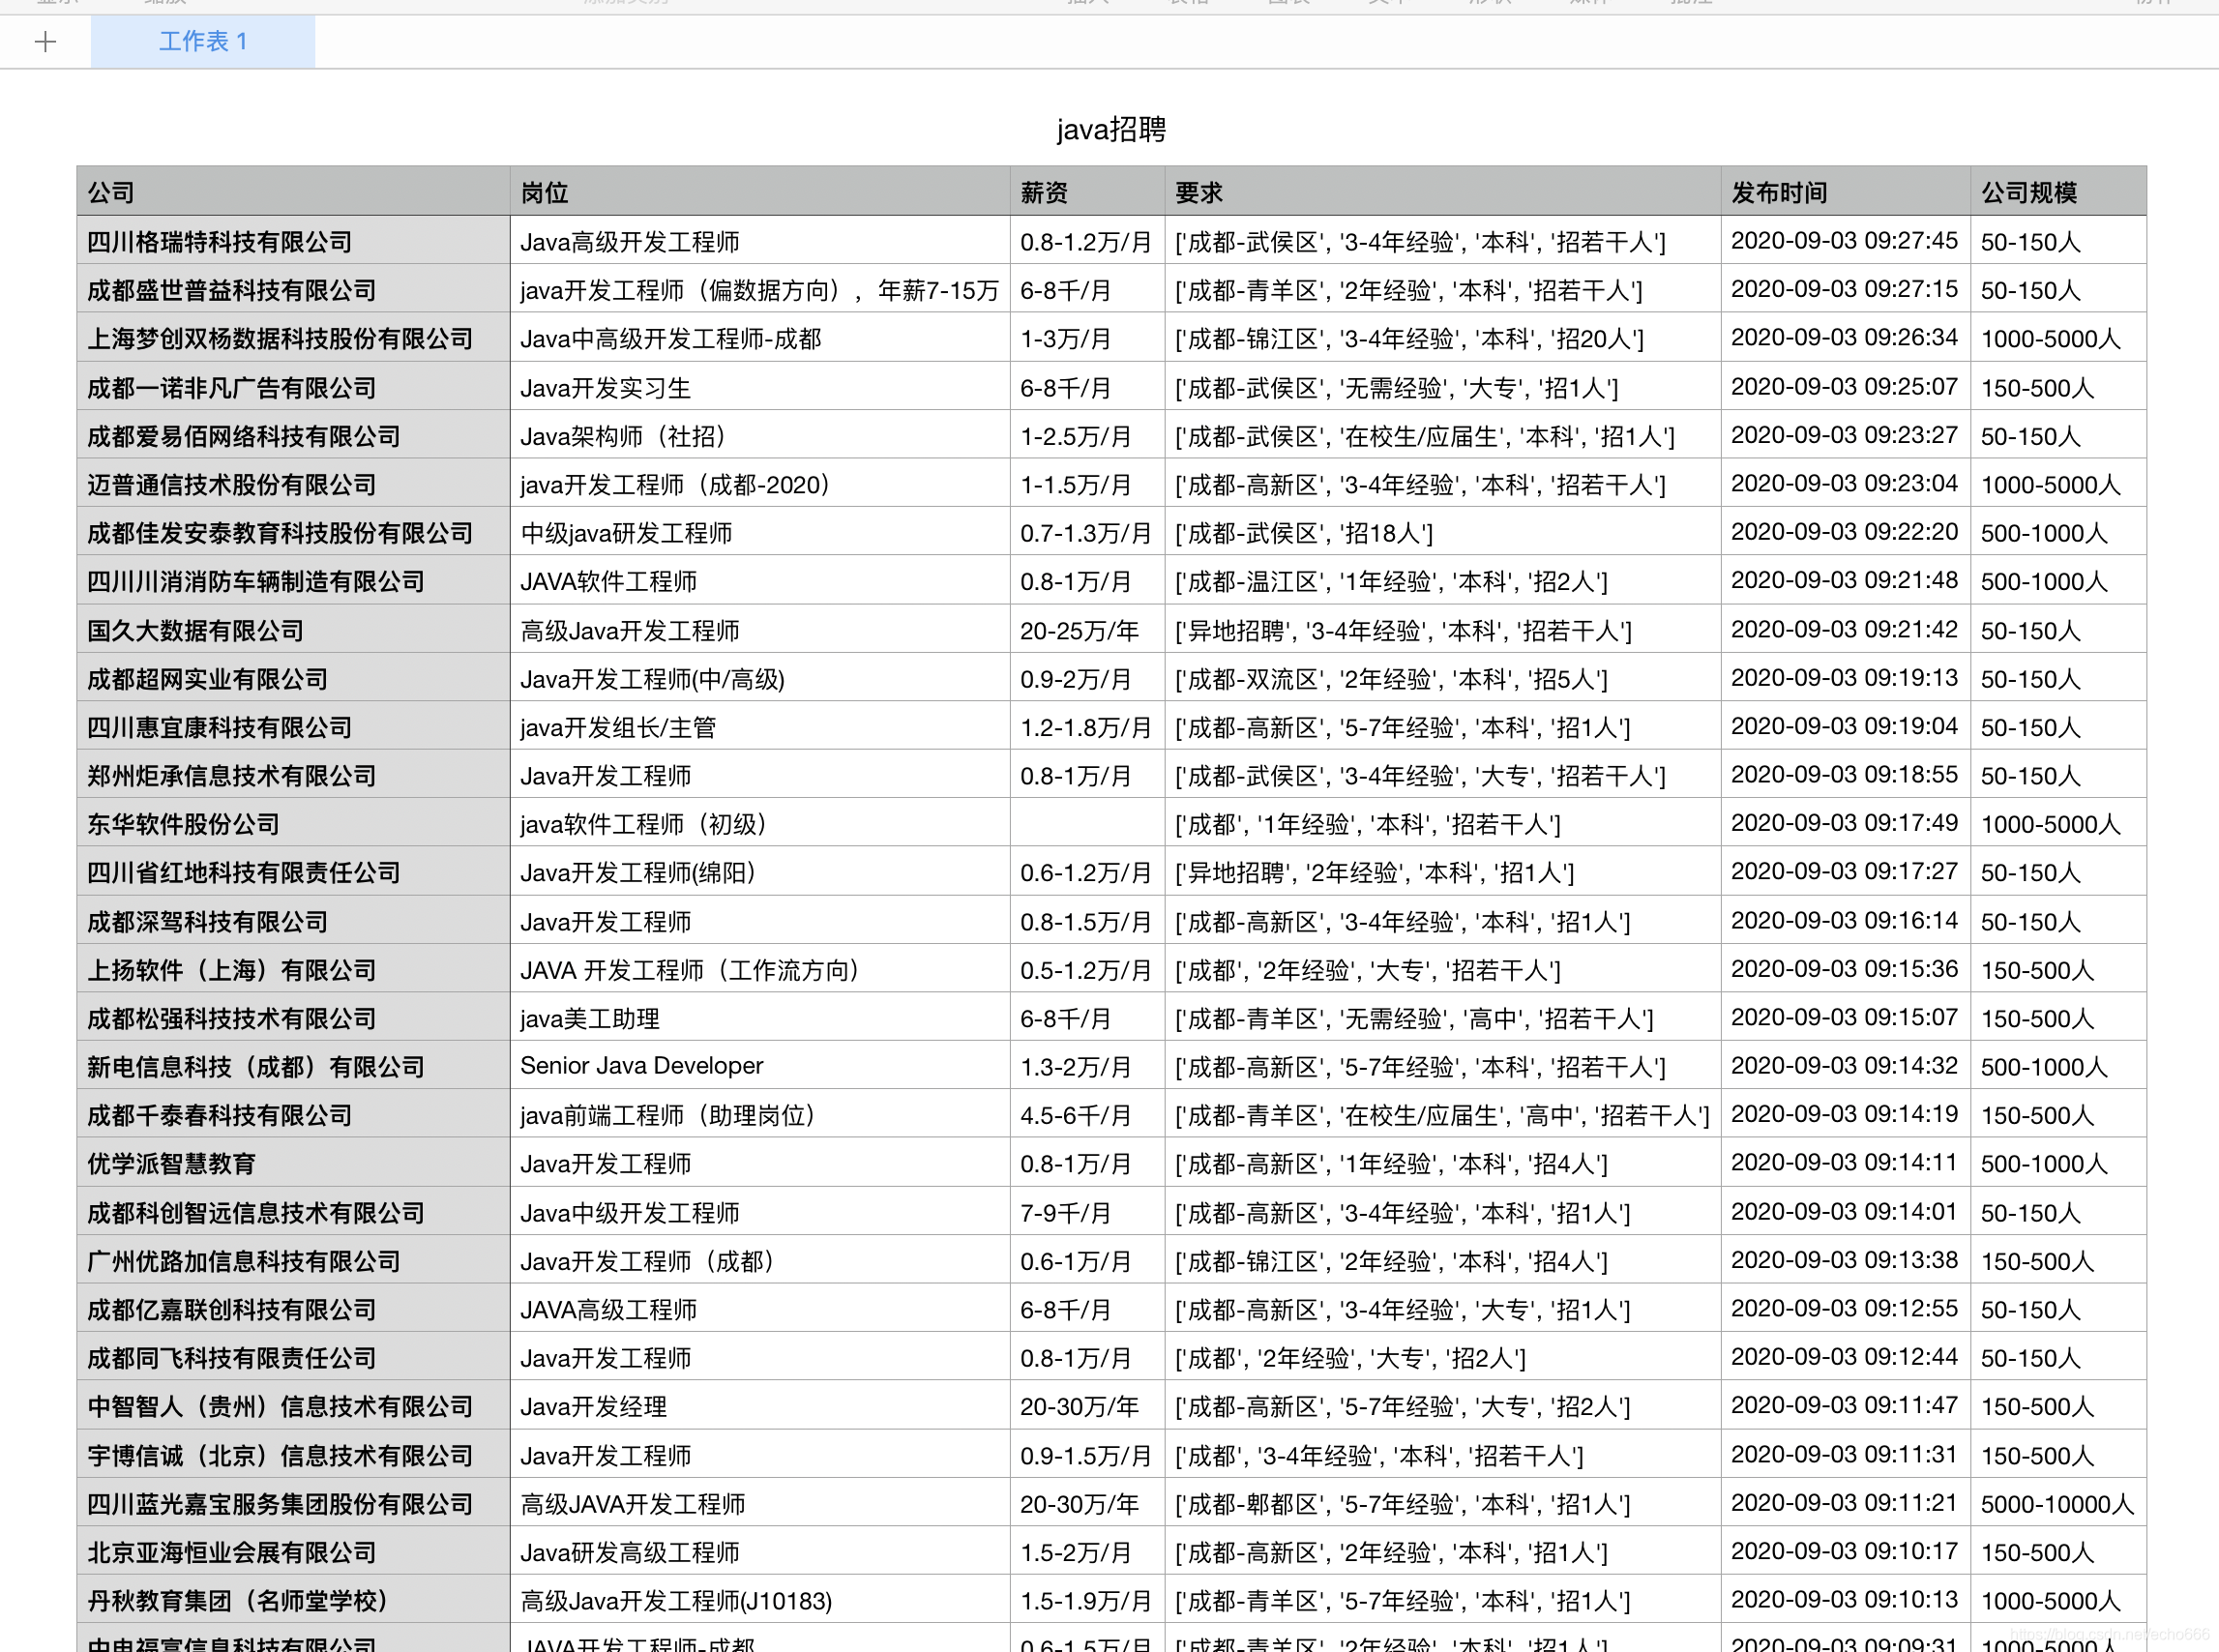 工作表 1
java招聘
公司 岗位 薪资 要求 发布时间 公司规模
四川格瑞特科技有限公司 Java高级开发工程师 0.8-1.2万/月 ['成都-武侯区', '3-4年经验', '本科', '招若干人'] 2020-09-03 09:27:45 50-150人
成都盛世普益科技有限公司 java开发工程师（偏数据方向），年薪7-15万 6-8千/月 ['成都-青羊区', '2年经验', '本科', '招若干人'] 2020-09-03 09:27:15 50-150人
上海梦创双杨数据科技股份有限公司 Java中高级开发工程师-成都 1-3万/月 ['成都-锦江区', '3-4年经验', '本科', '招20人'] 2020-09-03 09:26:34 1000-5000人
成都一诺非凡广告有限公司 Java开发实习生 6-8千/月 ['成都-武侯区', '无需经验', '大专', '招1人'] 2020-09-03 09:25:07 150-500人
成都爱易佰网络科技有限公司 Java架构师（社招） 1-2.5万/月 ['成都-武侯区', '在校生/应届生', '本科', '招1人'] 2020-09-03 09:23:27 50-150人
迈普通信技术股份有限公司 java开发工程师（成都-2020） 1-1.5万/月 ['成都-高新区', '3-4年经验', '本科', '招若干人'] 2020-09-03 09:23:04 1000-5000人
成都佳发安泰教育科技股份有限公司 中级java研发工程师 0.7-1.3万/月 ['成都-武侯区', '招18人'] 2020-09-03 09:22:20 500-1000人
四川川消消防车辆制造有限公司 JAVA软件工程师 0.8-1万/月 ['成都-温江区', '1年经验', '本科', '招2人'] 2020-09-03 09:21:48 500-1000人
国久大数据有限公司 高级Java开发工程师 20-25万/年 ['异地招聘', '3-4年经验', '本科', '招若干人'] 2020-09-03 09:21:42 50-150人
成都超网实业有限公司 Java开发工程师(中/高级) 0.9-2万/月 ['成都-双流区', '2年经验', '本科', '招5人'] 2020-09-03 09:19:13 50-150人
四川惠宜康科技有限公司 java开发组长/主管 1.2-1.8万/月 ['成都-高新区', '5-7年经验', '本科', '招1人'] 2020-09-03 09:19:04 50-150人
郑州炬承信息技术有限公司 Java开发工程师 0.8-1万/月 ['成都-武侯区', '3-4年经验', '大专', '招若干人'] 2020-09-03 09:18:55 50-150人
东华软件股份公司 java软件工程师（初级） ['成都', '1年经验', '本科', '招若干人'] 2020-09-03 09:17:49 1000-5000人
四川省红地科技有限责任公司 Java开发工程师(绵阳） 0.6-1.2万/月 ['异地招聘', '2年经验', '本科', '招1人'] 2020-09-03 09:17:27 50-150人
成都深驾科技有限公司 Java开发工程师 0.8-1.5万/月 ['成都-高新区', '3-4年经验', '本科', '招1人'] 2020-09-03 09:16:14 50-150人
上扬软件（上海）有限公司 JAVA 开发工程师（工作流方向） 0.5-1.2万/月 ['成都', '2年经验', '大专', '招若干人'] 2020-09-03 09:15:36 150-500人
成都松强科技技术有限公司 java美工助理 6-8千/月 ['成都-青羊区', '无需经验', '高中', '招若干人'] 2020-09-03 09:15:07 150-500人
新电信息科技（成都）有限公司 Senior Java Developer 1.3-2万/月 ['成都-高新区', '5-7年经验', '本科', '招若干人'] 2020-09-03 09:14:32 500-1000人
成都千泰春科技有限公司 java前端工程师（助理岗位） 4.5-6千/月 ['成都-青羊区', '在校生/应届生', '高中', '招若干人'] 2020-09-03 09:14:19 150-500人
优学派智慧教育 Java开发工程师 0.8-1万/月 ['成都-高新区', '1年经验', '本科', '招4人'] 2020-09-03 09:14:11 500-1000人
成都科创智远信息技术有限公司 Java中级开发工程师 7-9千/月 ['成都-高新区', '3-4年经验', '本科', '招1人'] 2020-09-03 09:14:01 50-150人
广州优路加信息科技有限公司 Java开发工程师（成都） 0.6-1万/月 ['成都-锦江区', '2年经验', '本科', '招4人'] 2020-09-03 09:13:38 150-500人
成都亿嘉联创科技有限公司 JAVA高级工程师 6-8千/月 ['成都-高新区', '3-4年经验', '大专', '招1人'] 2020-09-03 09:12:55 50-150人
成都同飞科技有限责任公司 Java开发工程师 0.8-1万/月 ['成都', '2年经验', '大专', '招2人'] 2020-09-03 09:12:44 50-150人
中智智人（贵州）信息技术有限公司 Java开发经理 20-30万/年 ['成都-高新区', '5-7年经验', '大专', '招2人'] 2020-09-03 09:11:47 150-500人
宇博信诚（北京）信息技术有限公司 Java开发工程师 0.9-1.5万/月 ['成都', '3-4年经验', '本科', '招若干人'] 2020-09-03 09:11:31 150-500人
四川蓝光嘉宝服务集团股份有限公司 高级JAVA开发工程师 20-30万/年 ['成都-郫都区', '5-7年经验', '本科', '招1人'] 2020-09-03 09:11:21 5000-10000人
北京亚海恒业会展有限公司 Java研发高级工程师 1.5-2万/月 ['成都-高新区', '2年经验', '本科', '招1人'] 2020-09-03 09:10:17 150-500人
丹秋教育集团（名师堂学校） 高级Java开发工程师(J10183) 1.5-1.9万/月 ['成都-青羊区', '5-7年经验', '本科', '招1人'] 2020-09-03 09:10:13 1000-5000人
中电福富信息科技有限公司 JAVA开发工程师-成都 0.6-1.5万/月 ['成都-青羊区', '2年经验', '本科', '招1人'] 2020-09-03 09:09:31 1000-5000人
https://blog.csdn.net/echo666